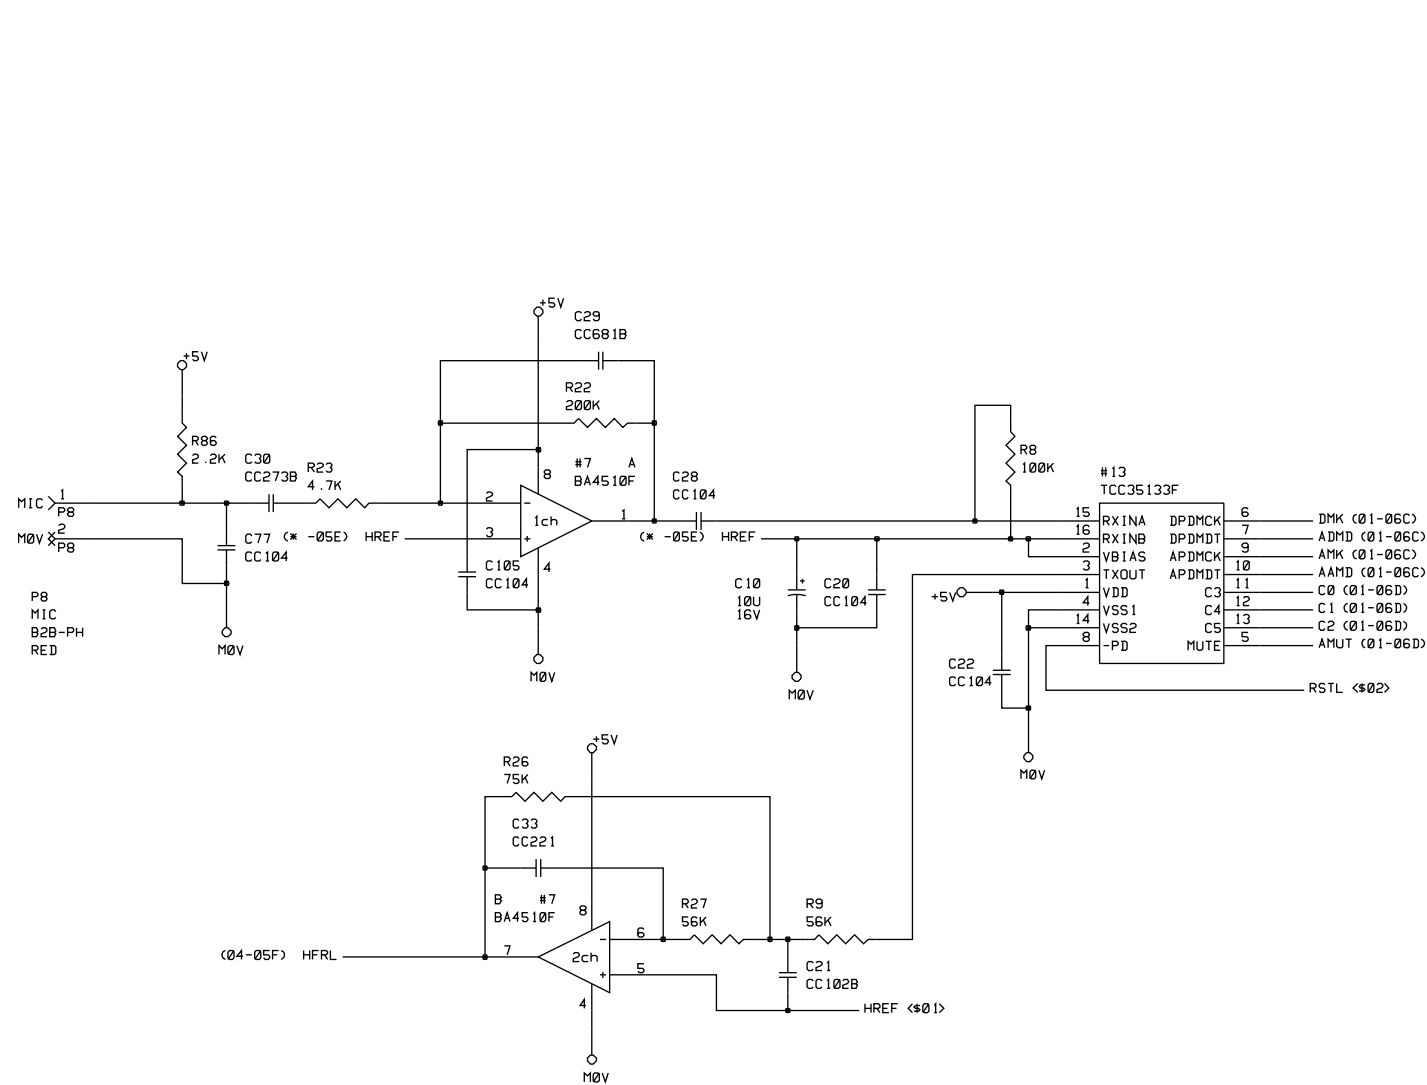 +5V
C29
CC681B
+5V
R22
200K
R86
2.2K
C30
CC273B
R23
4.7K
#7 A
BA4510F
8
C28
CC104
R8
100K
#13
TCC35133F
MIC 1
P8
2
1ch
1
M0V 2
P8
C77
CC104
(* -05E) HREF
3
(* -05E) HREF
C105
CC104
4
M0V
P8
MIC
B2B-PH
RED
M0V
C10
10U
16V
+
C20
CC104
M0V
15 RXINA DPDMCK 6 DMK (01-06C)
16 RXINB DPDMDT 7 ADMD (01-06C)
2 VBIAS APDMCK 9 AMK (01-06C)
3 TXOUT APDMDT 10 AAMD (01-06C)
+5V 1 VDD C3 11 C0 (01-06D)
4 VSS1 C4 12 C1 (01-06D)
14 VSS2 C5 13 C2 (01-06D)
8 -PD MUTE 5 AMUT (01-06D)
C22
CC104
RSTL <$02>
M0V
+5V
R26
75K
C33
CC221
B #7
BA4510F
8
R27
56K
R9
56K
6
(04-05F) HFRL
7
2ch
5
C21
CC102B
4
HREF <$01>
M0V